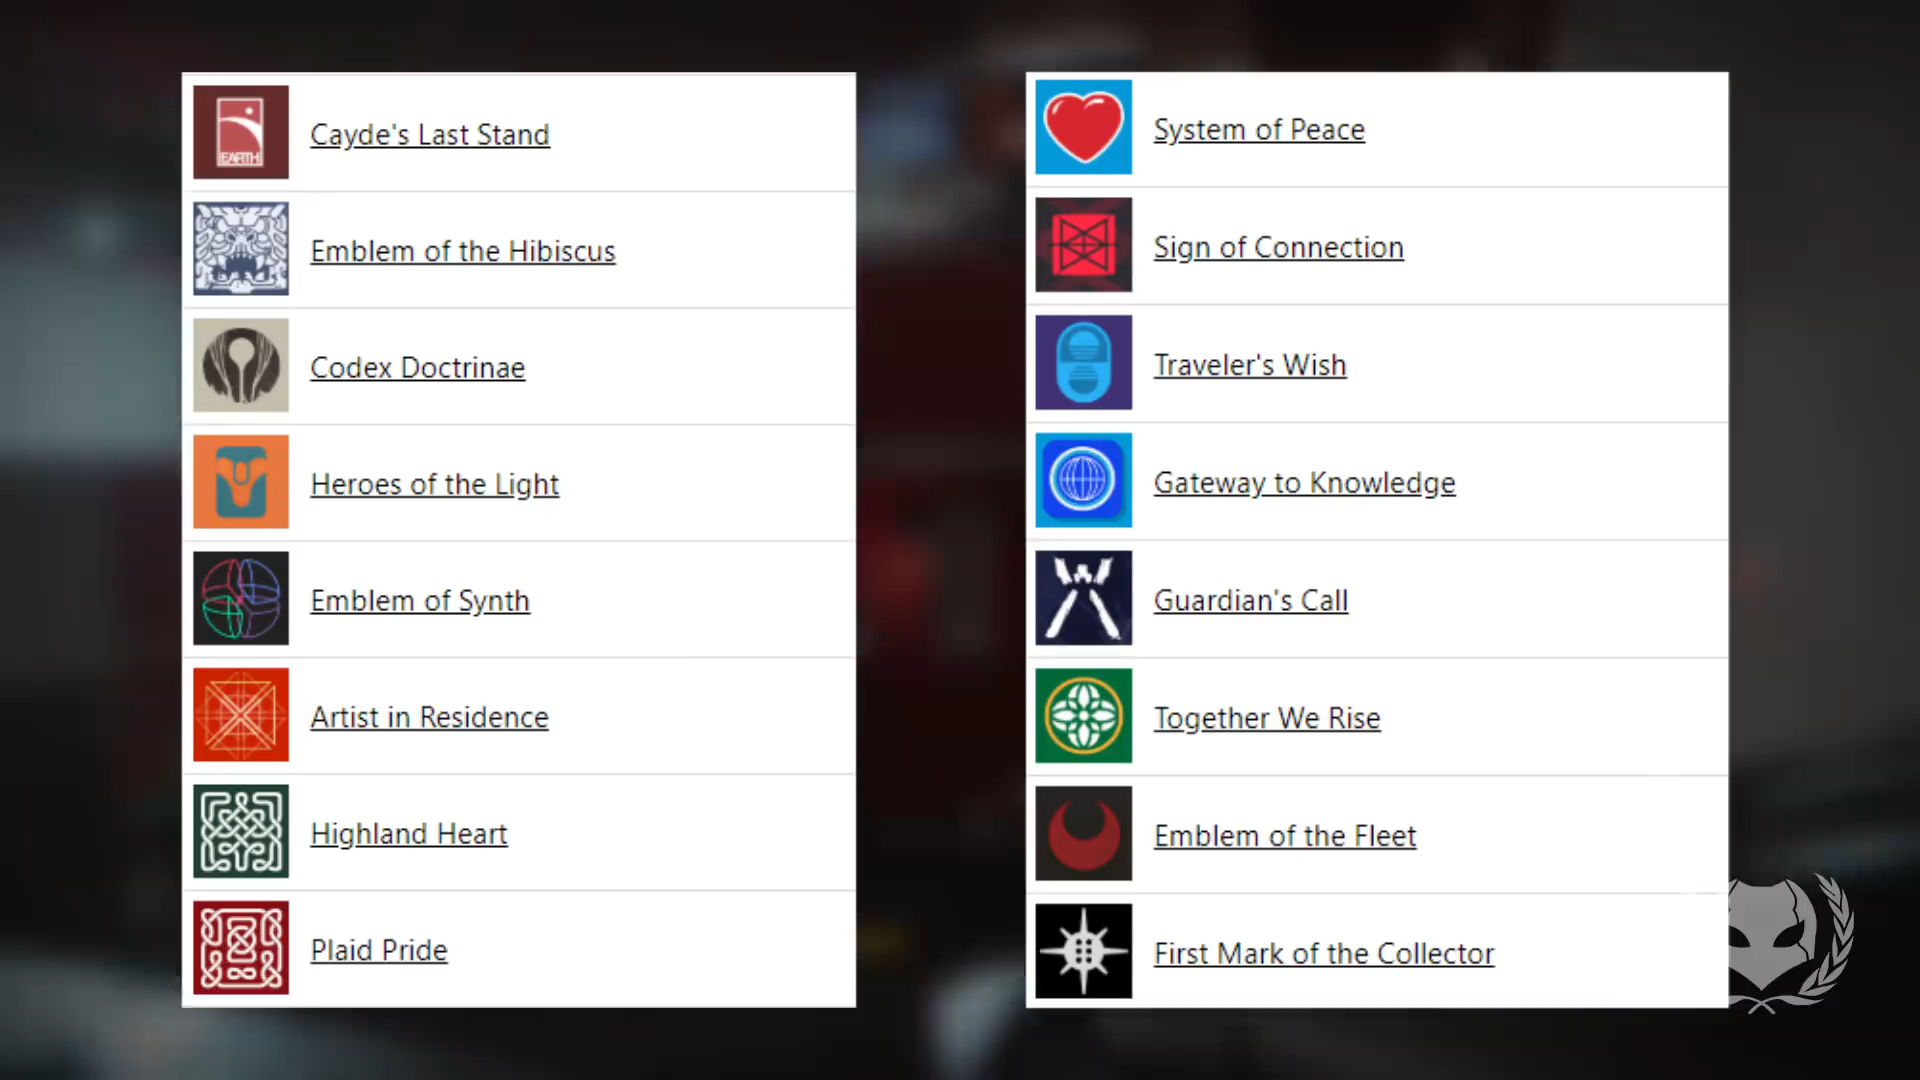 EARTH
Cayde's Last Stand
Emblem of the Hibiscus
Codex Doctrinae
Heroes of the Light
Emblem of Synth
Artist in Residence
Highland Heart
Plaid Pride
System of Peace
Sign of Connection
Traveler's Wish
Gateway to Knowledge
Guardian's Call
Together We Rise
Emblem of the Fleet
First Mark of the Collector